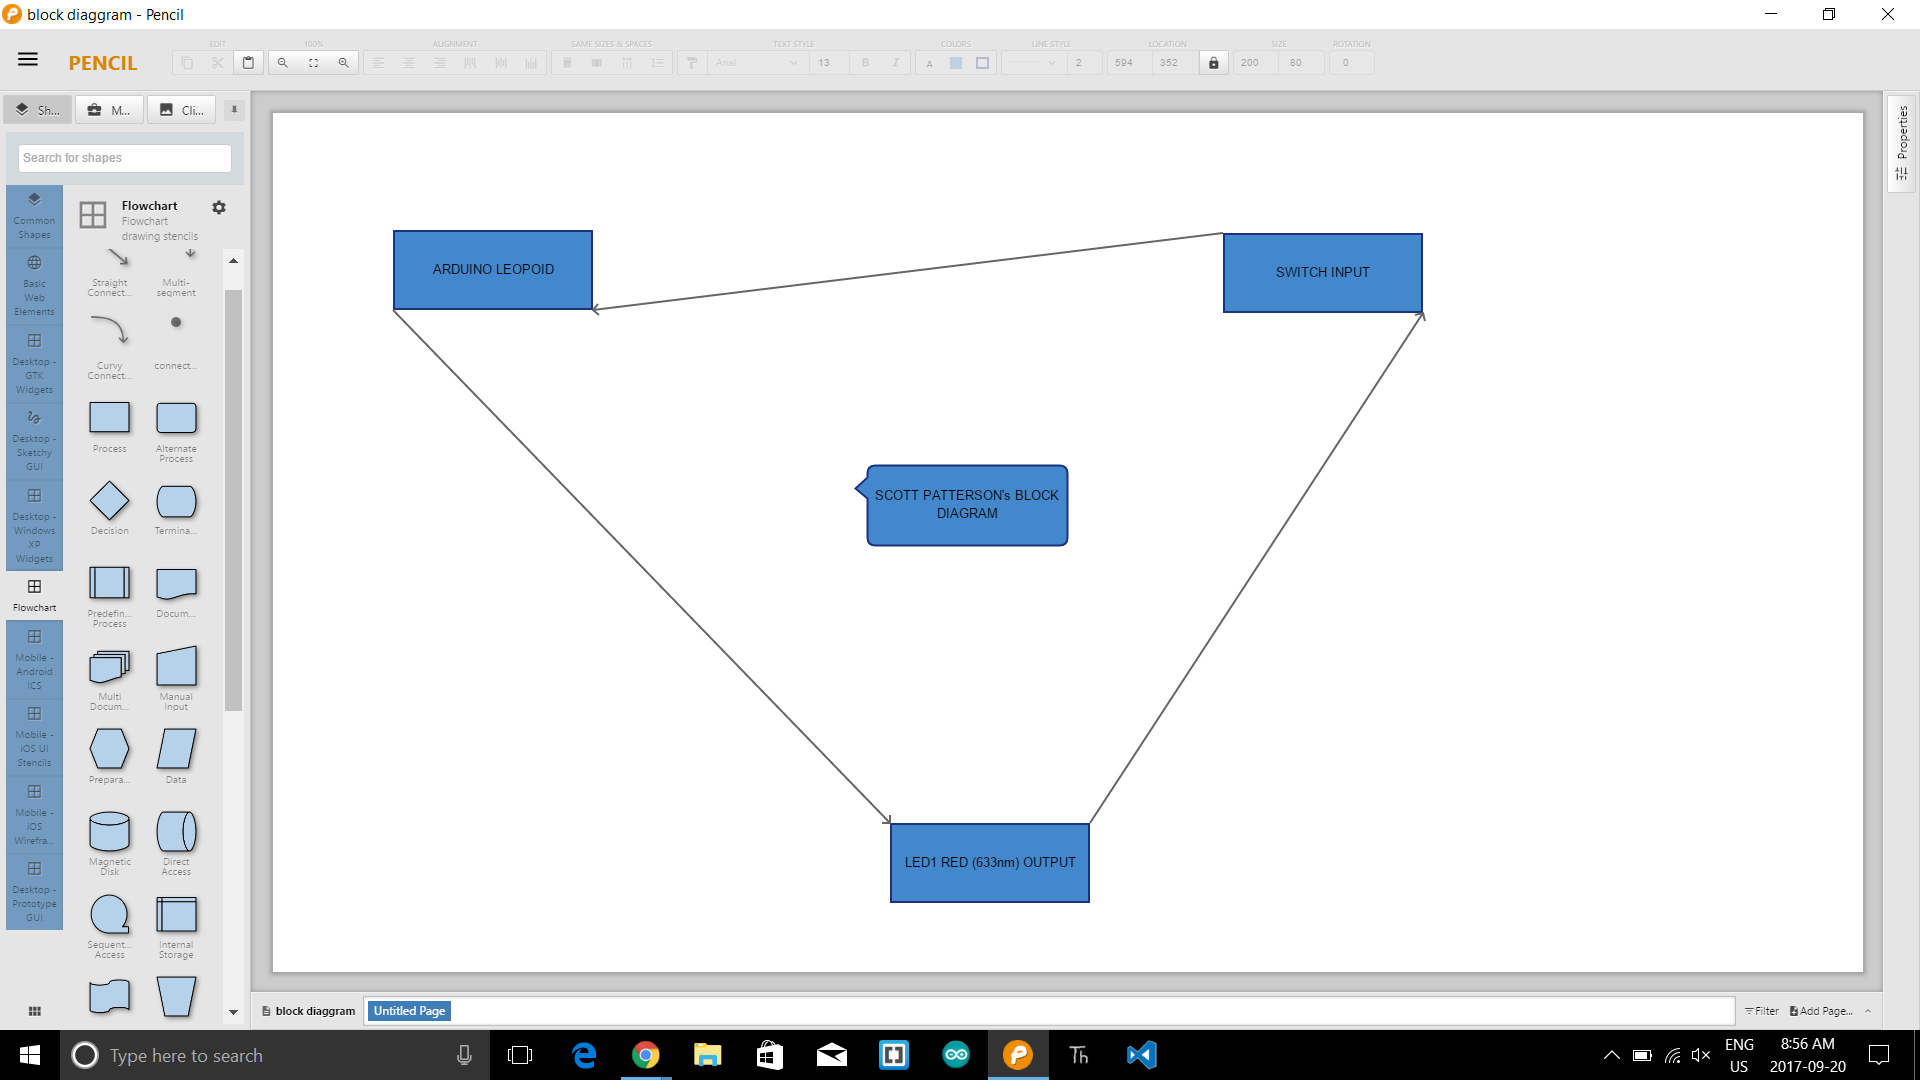 block diaggram - Pencil
PENCIL
EDIT
100%
ALIGNMENT
SAME SIZES & SPACES
TEXT STYLE
COLORS
LINE STYLE
LOCATION
SIZE
ROTATION
Arial
13
B
I
A
2
594
352
200
80
0
Sh...
M...
Cli...
Search for shapes
Common
Shapes
Basic
Web
Elements
Desktop -
GTK
Widgets
Desktop -
Sketchy
GUI
Desktop -
Windows
XP
Widgets
Flowchart
Mobile -
Android
ICS
Mobile -
iOS UI
Stencils
Mobile -
iOS
Wirefra...
Desktop -
Prototype
GUI
Flowchart
Flowchart
drawing stencils
Straight
Connect...
Multi-
segment
Curvy
Connect...
connect...
Process
Alternate
Process
Decision
Termina...
Predefin...
Process
Docum...
Multi
Docum...
Manual
Input
Prepara...
Data
Magnetic
Disk
Direct
Access
Sequent...
Access
Internal
Storage
ARDUINO LEOPOID
SWITCH INPUT
SCOTT PATTERSON's BLOCK
DIAGRAM
LED1 RED (633nm) OUTPUT
Properties
block diaggram
Untitled Page
Filter
Add Page...
Type here to search
Th
ENG
US
8:56 AM
2017-09-20